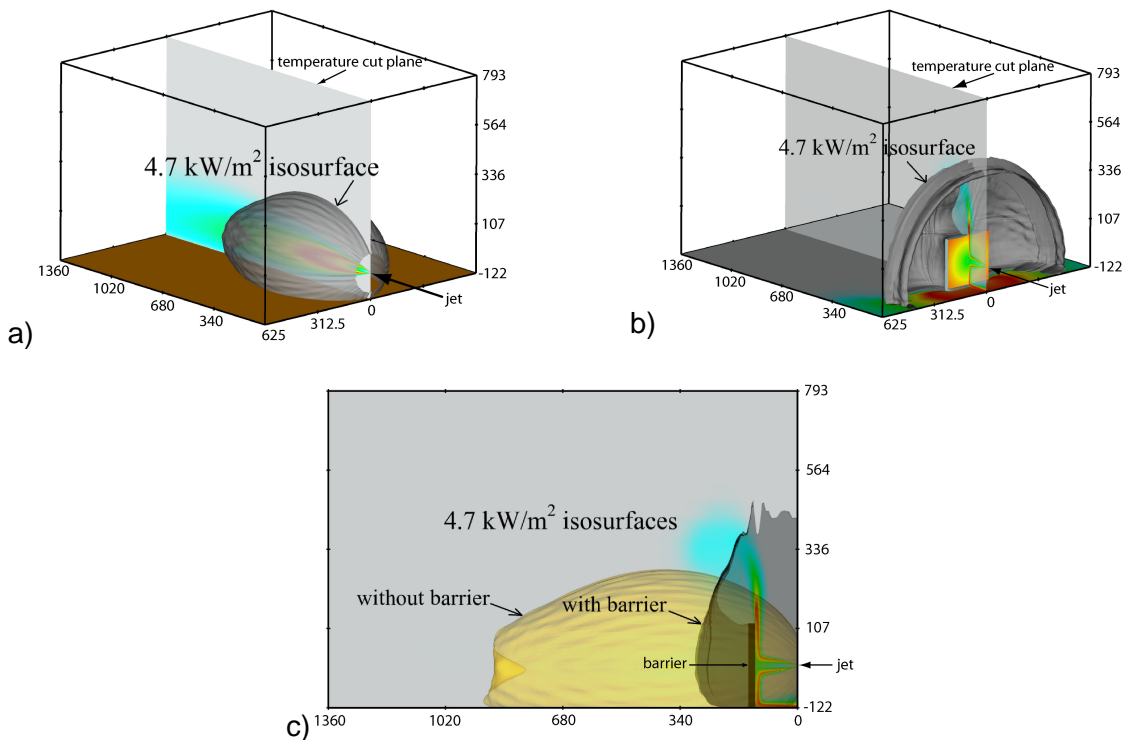 temperature cut plane
793
564
4.7 kW/m² isosurface
336
107
-122
1360
1020
680
340
0
312.5
625
jet
a)
temperature cut plane
793
564
4.7 kW/m² isosurface
336
107
-122
1360
1020
680
340
0
312.5
625
jet
b)
793
564
4.7 kW/m² isosurfaces
336
without barrier
with barrier
107
barrier
jet
-122
c)
1360
1020
680
340
0